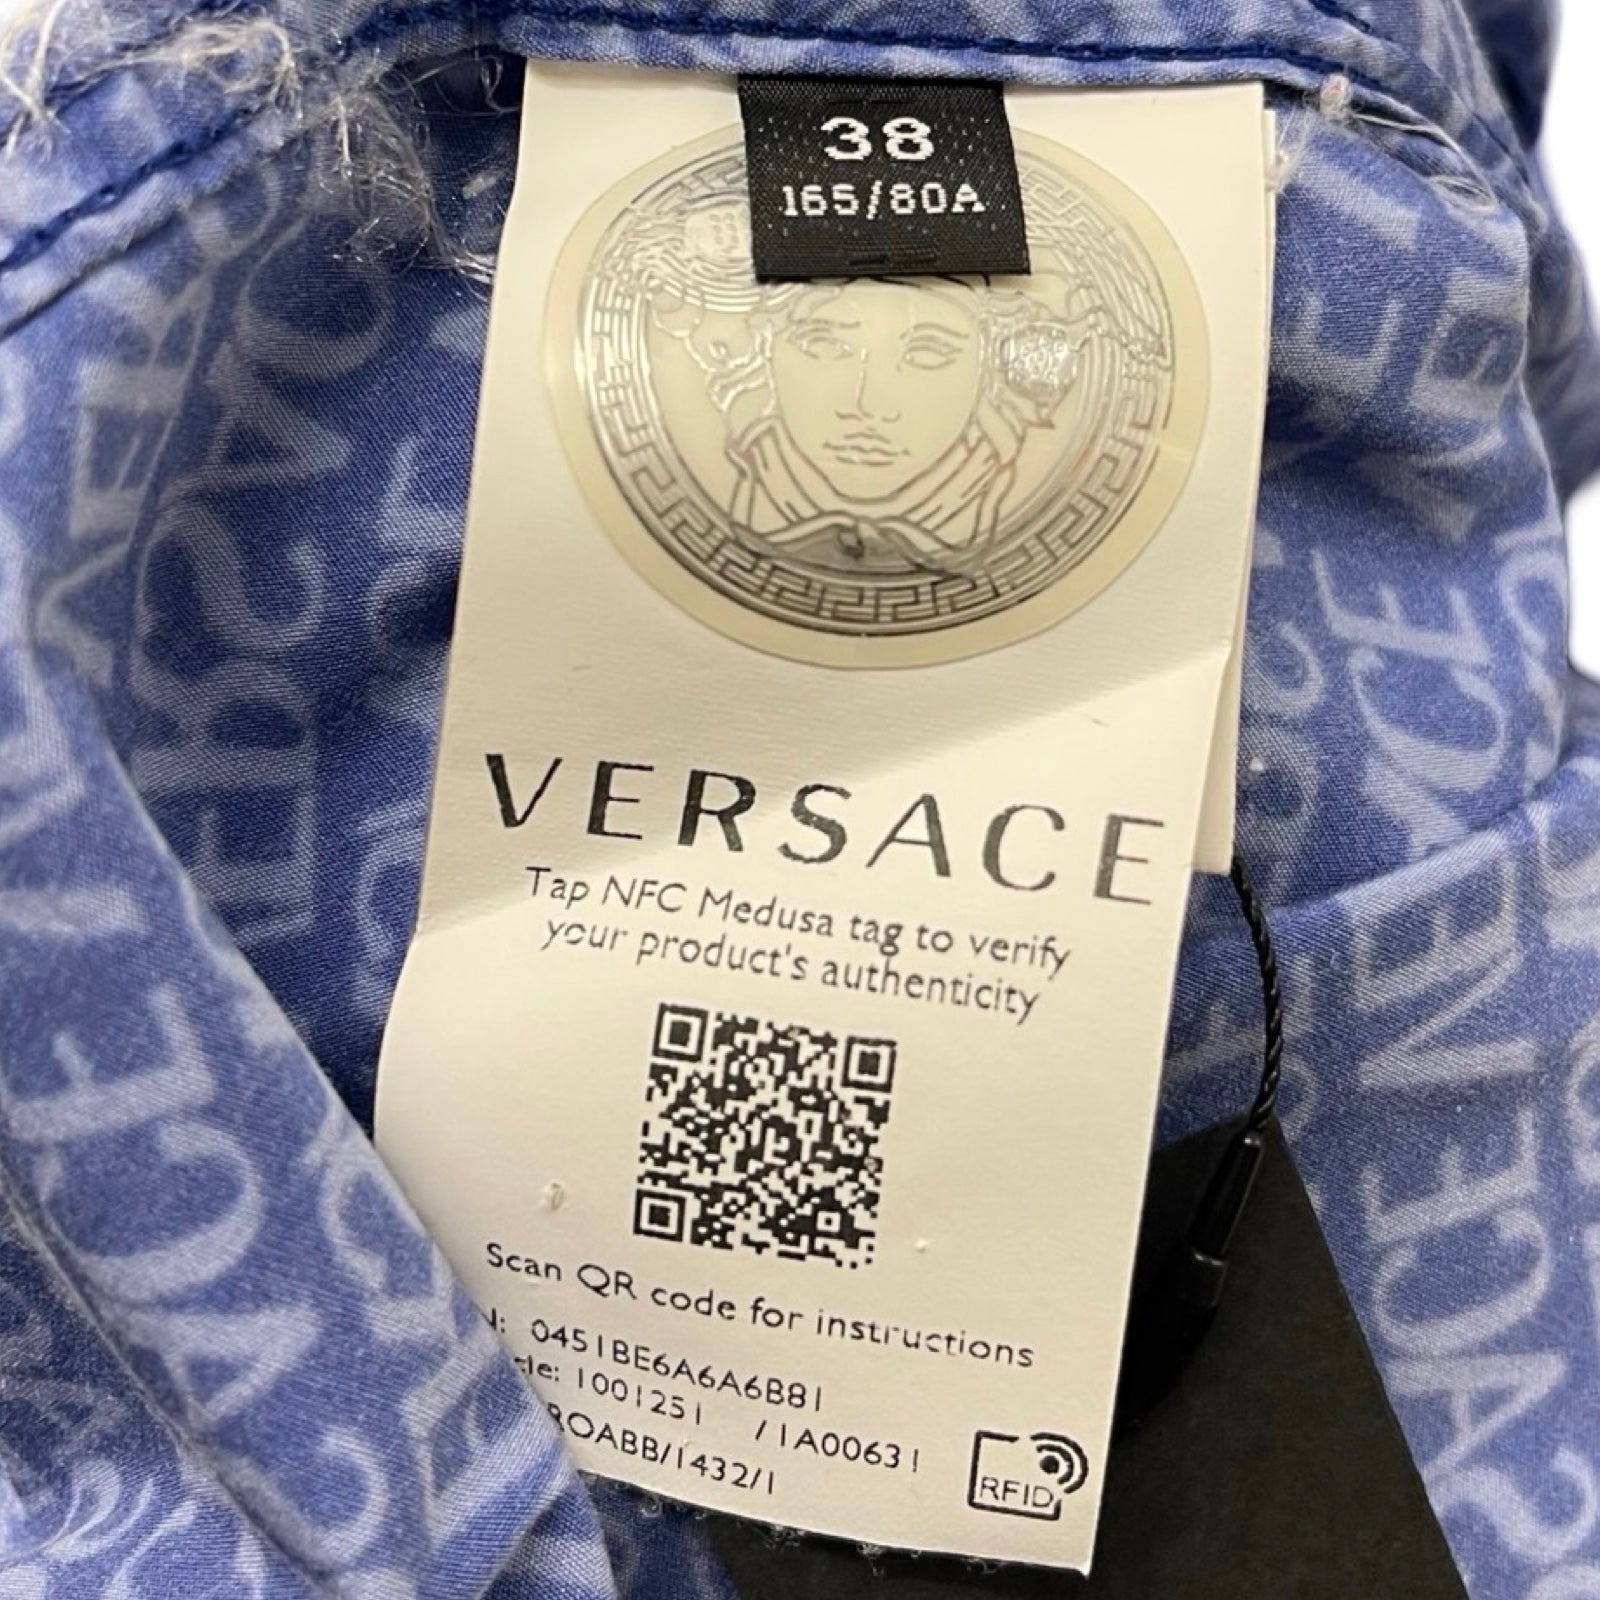 38
165/80A
VERSACE
Tap NFC Medusa tag to verify
your product's authenticity
Scan QR code for instructions
0451BE6A6A6B81
cle: 1001251 /1A00631
ROABB/1432/1
RFID